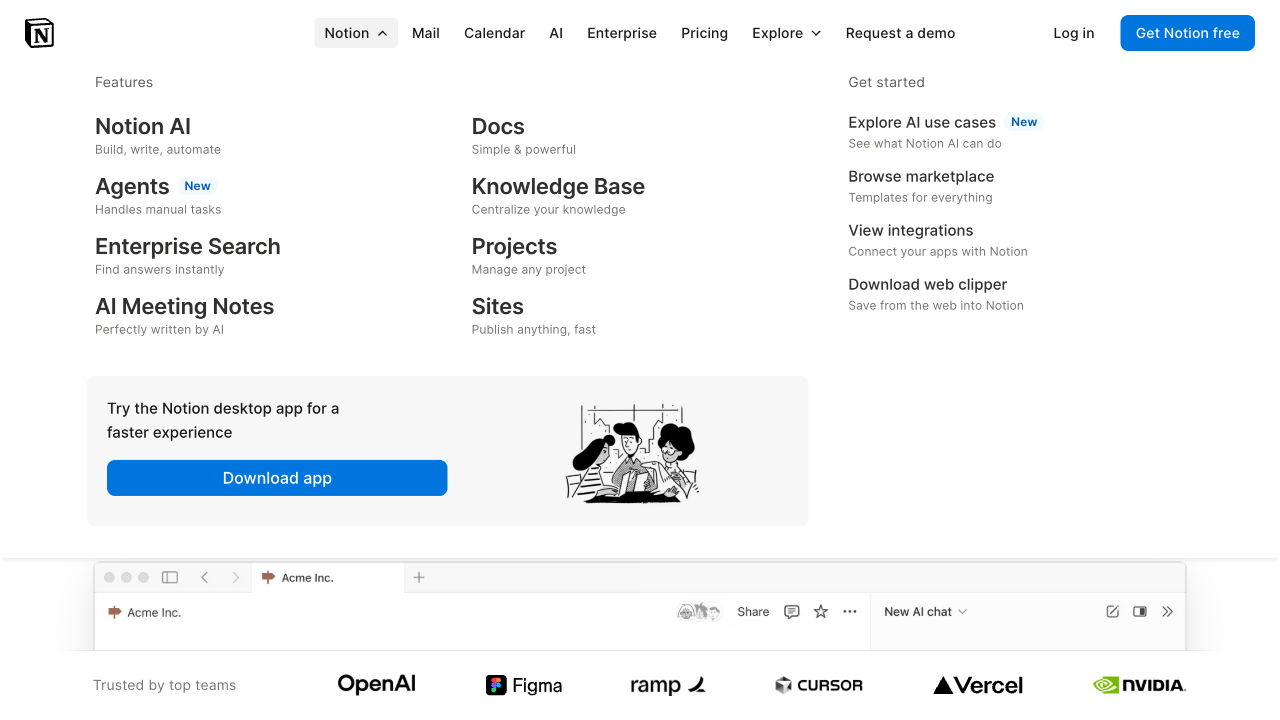 Notion
Mail
Calendar
AI
Enterprise
Pricing
Explore
Request a demo
Log in
Get Notion free
Features
Notion AI
Build, write, automate
Agents New
Handles manual tasks
Enterprise Search
Find answers instantly
AI Meeting Notes
Perfectly written by AI
Docs
Simple & powerful
Knowledge Base
Centralize your knowledge
Projects
Manage any project
Sites
Publish anything, fast
Get started
Explore AI use cases New
See what Notion AI can do
Browse marketplace
Templates for everything
View integrations
Connect your apps with Notion
Download web clipper
Save from the web into Notion
Try the Notion desktop app for a
faster experience
Download app
Acme Inc.
Acme Inc.
Share
New AI chat
Trusted by top teams
OpenAI
Figma
ramp
CURSOR
Vercel
NVIDIA.